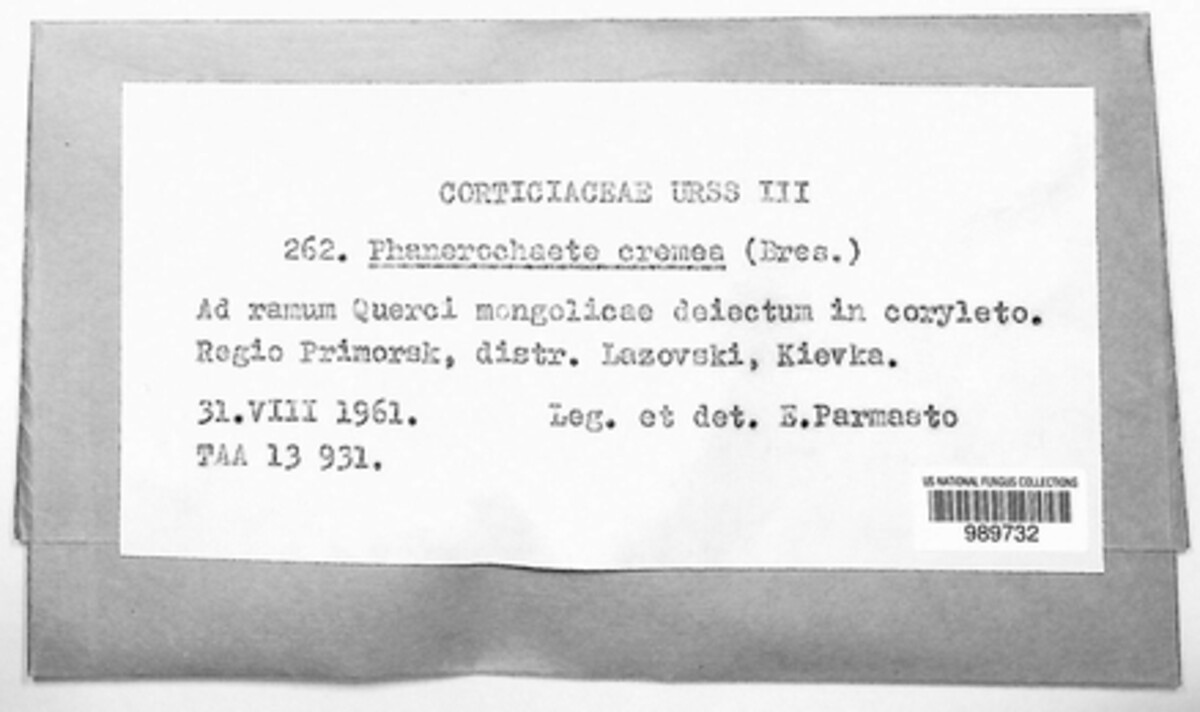 CORTICIACEAE URSS III
262. Phanerochaete cremea (Bres.)
Ad ramum Querci mongolicae deiectum in coryleto.
Regio Primorsk, distr. Lazovski, Kievka.
31.VIII 1961. Leg. et det. E.Parmasto
TAA 13 931.
US NATIONAL FUNGUS COLLECTIONS
989732